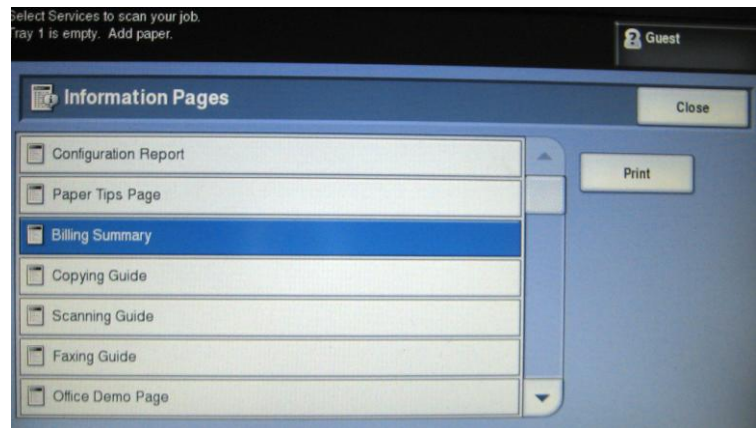 Select Services to scan your job.
Tray 1 is empty. Add paper.
Guest
Information Pages
Close
Configuration Report
Print
Paper Tips Page
Billing Summary
Copying Guide
Scanning Guide
Faxing Guide
Office Demo Page